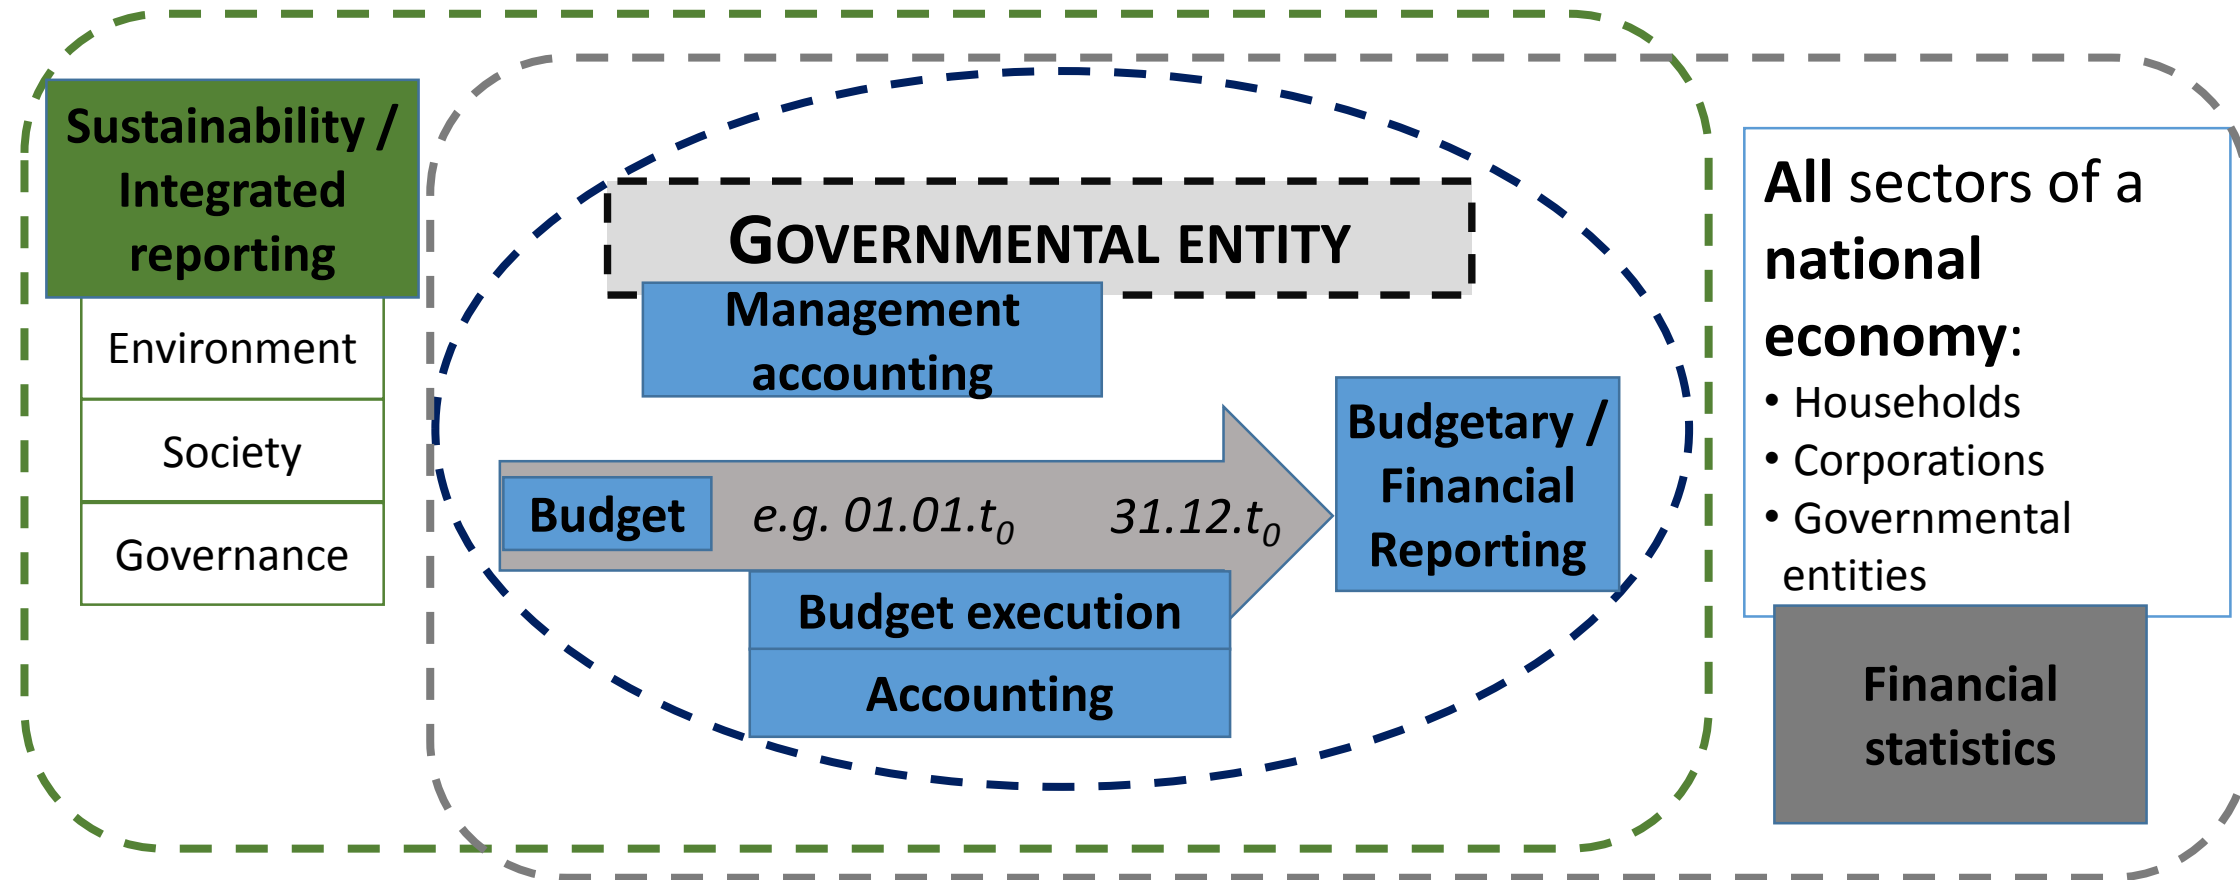 Sustainability /
Integrated
reporting
Environment
Society
Governance
GOVERNMENTAL ENTITY
Management
accounting
Budget
e.g. 01.01.t0
31.12.t0
Budget execution
Accounting
Budgetary /
Financial
Reporting
All sectors of a
national
economy:
• Households
• Corporations
• Governmental
entities
Financial
statistics